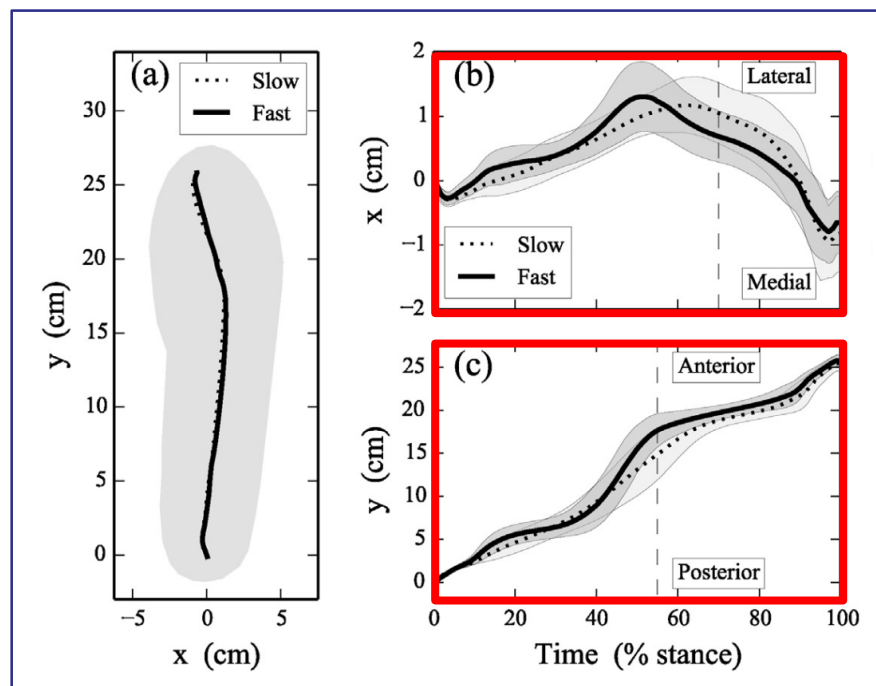 (a)
Slow
Fast
30
25
20
15
10
5
0
y (cm)
−5
0
5
x (cm)
(b)
Lateral
2
1
0
−1
−2
x (cm)
Slow
Fast
Medial
(c)
Anterior
25
20
15
10
5
0
y (cm)
Posterior
0
20
40
60
80
100
Time (% stance)